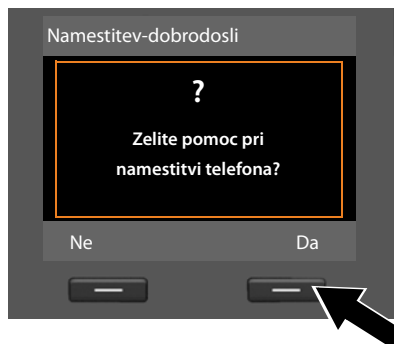 Namestitev-dobrodosli
?
Zelite pomoc pri
namestitvi telefona?
Ne Da